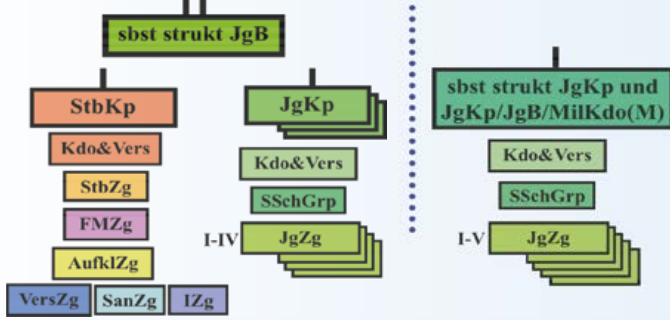 sbst strukt JgB
StbKp
Kdo&Vers
StbZg
FMZg
AufklZg
VersZg SanZg IZg
JgKp
Kdo&Vers
SSchGrp
I-IV JgZg
sbst strukt JgKp und
JgKp/JgB/MilKdo(M)
Kdo&Vers
SSchGrp
I-V JgZg